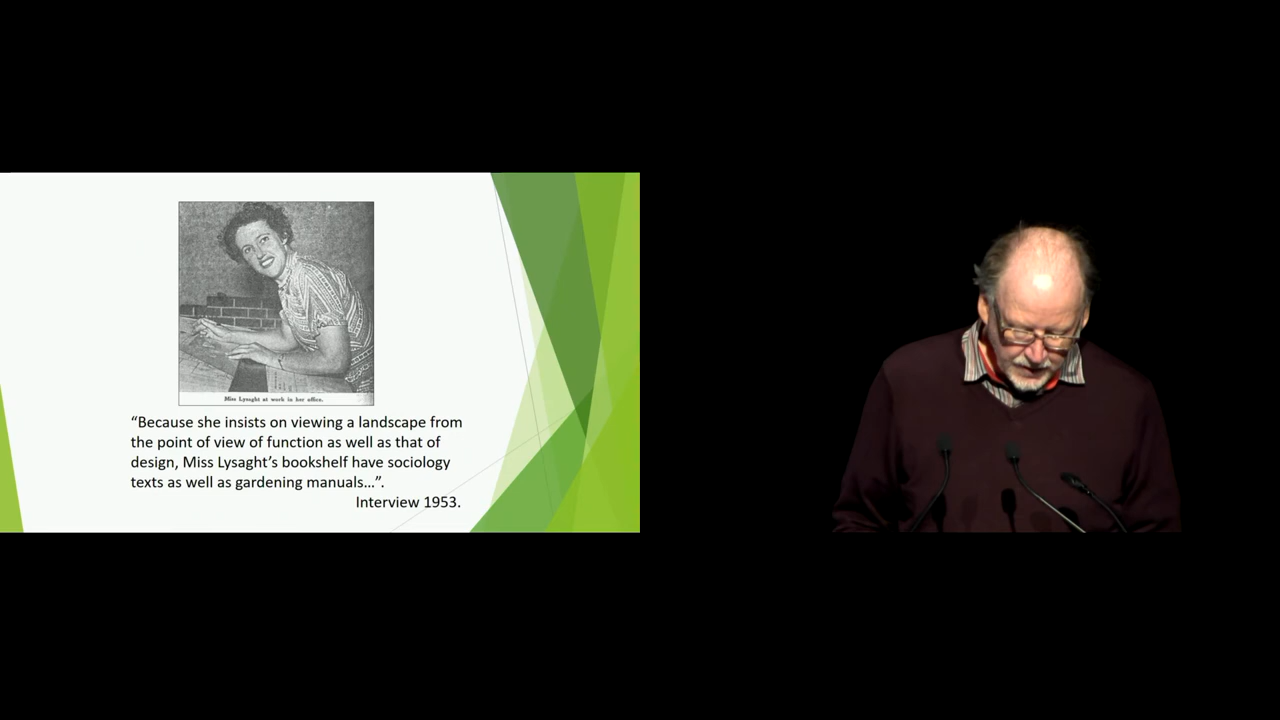 Miss Lysaght at work in her office.
“Because she insists on viewing a landscape from
the point of view of function as well as that of
design, Miss Lysaght’s bookshelf have sociology
texts as well as gardening manuals…”.
Interview 1953.